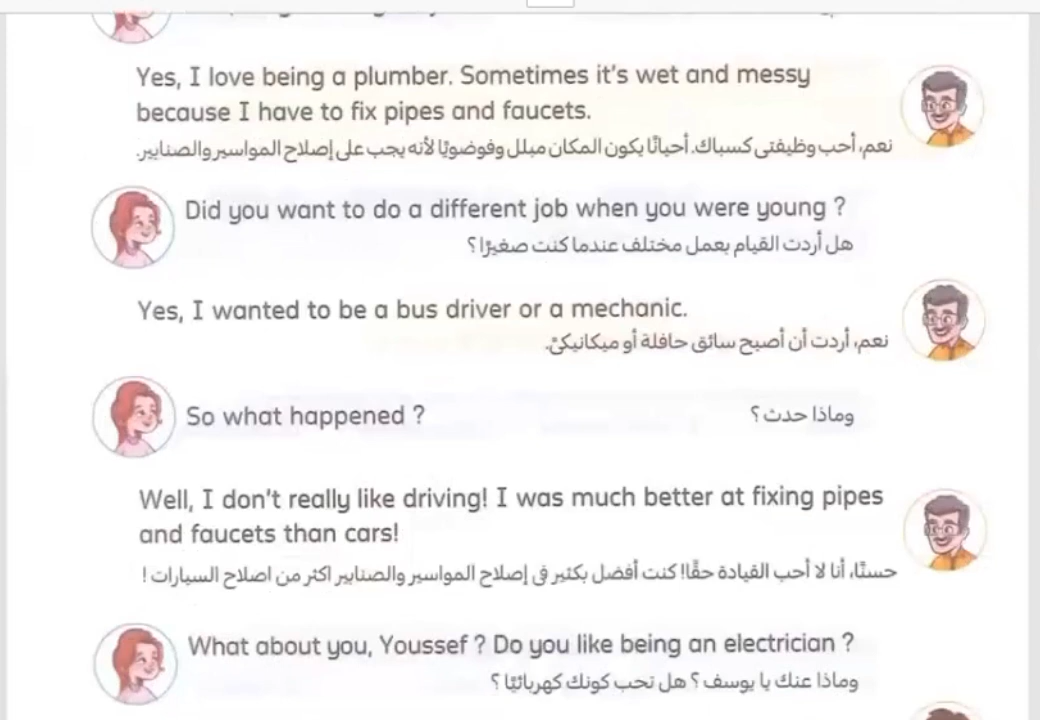 Yes, I love being a plumber. Sometimes it's wet and messy
because I have to fix pipes and faucets.
نعم، أحب وظيفتى كسباك. أحيانًا يكون المكان مبلل وفوضويًا لأنه يجب على إصلاح المواسير والصنابير.
Did you want to do a different job when you were young ?
هل أردت القيام بعمل مختلف عندما كنت صغيرًا؟
Yes, I wanted to be a bus driver or a mechanic.
نعم، أردت أن أصبح سائق حافلة أو ميكانيكىً.
So what happened ?
وماذا حدث ؟
Well, I don't really like driving! I was much better at fixing pipes
and faucets than cars!
حسنًا، أنا لا أحب القيادة حقًا! كنت أفضل بكثير فى إصلاح المواسير والصنابير اكثر من اصلاح السيارات !
What about you, Youssef ? Do you like being an electrician ?
وماذا عنك يا يوسف ؟ هل تحب كونك كهربائيًا ؟